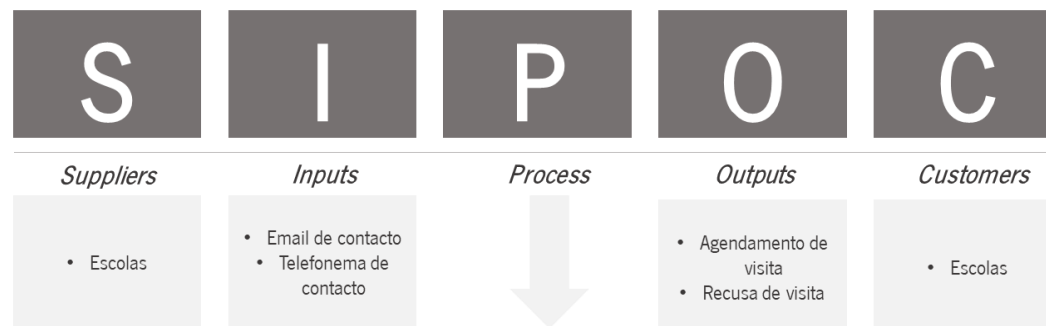 S I P O C
Suppliers Inputs Process Outputs Customers
• Escolas
• Email de contacto
• Telefonema de
contacto
• Agendamento de
visita
• Recusa de visita
• Escolas